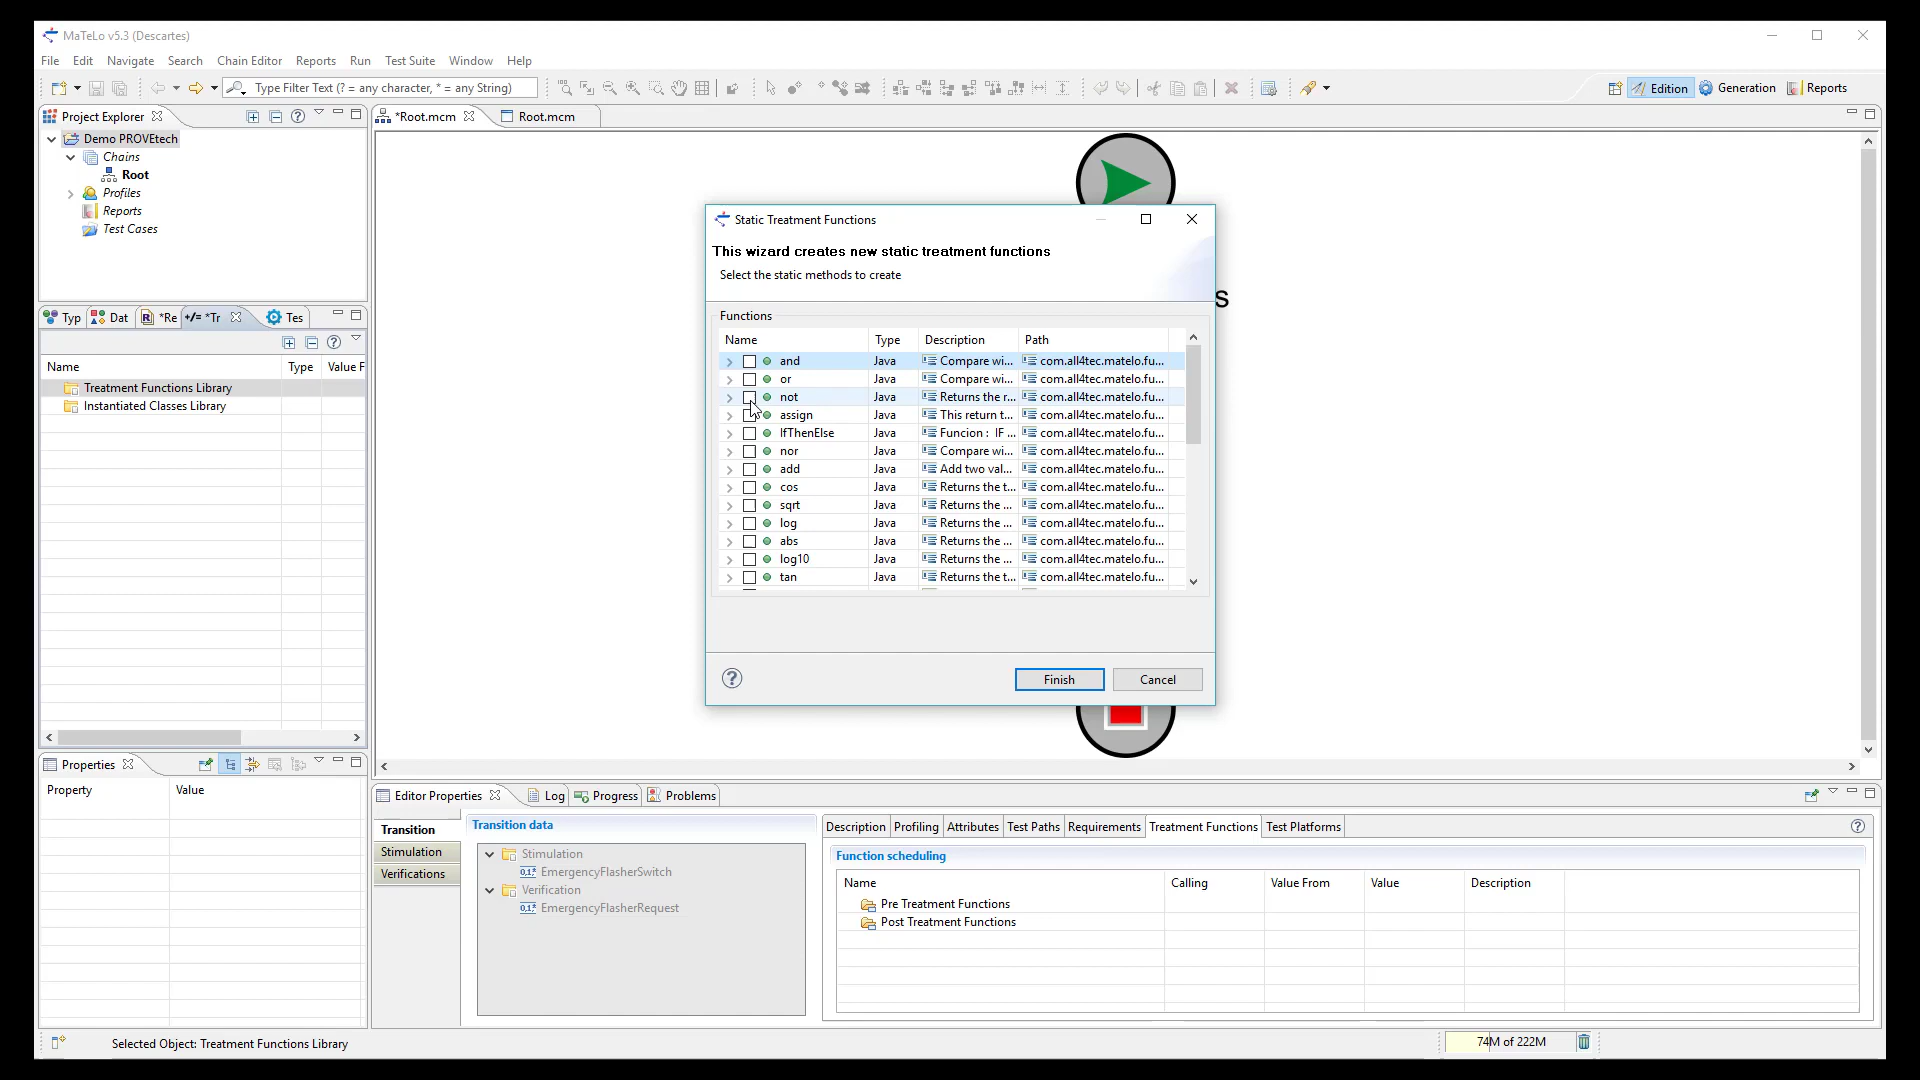 MaTeLo v5.3 (Descartes)
File Edit Navigate Search Chain Editor Reports Run Test Suite Window Help
Type Filter Text (? = any character, * = any String)
Edition Generation Reports
Project Explorer
*Root.mcm
Root.mcm
Demo PROVEtech
Chains
Root
Profiles
Reports
Test Cases
s
Static Treatment Functions
This wizard creates new static treatment functions
Select the static methods to create
Functions
Name Type Description Path
and Java Compare wi... com.all4tec.matelo.fu...
or Java Compare wi... com.all4tec.matelo.fu...
not Java Returns the r... com.all4tec.matelo.fu...
assign Java This return t... com.all4tec.matelo.fu...
IfThenElse Java Funcion : IF ... com.all4tec.matelo.fu...
nor Java Compare wi... com.all4tec.matelo.fu...
add Java Add two val... com.all4tec.matelo.fu...
cos Java Returns the t... com.all4tec.matelo.fu...
sqrt Java Returns the ... com.all4tec.matelo.fu...
log Java Returns the ... com.all4tec.matelo.fu...
abs Java Returns the ... com.all4tec.matelo.fu...
log10 Java Returns the ... com.all4tec.matelo.fu...
tan Java Returns the t... com.all4tec.matelo.fu...
Finish Cancel
Typ Dat *Re *Tr Tes
Name Type Value F
Treatment Functions Library
Instantiated Classes Library
Properties
Property Value
Editor Properties Log Progress Problems
Transition
Stimulation
Verifications
Transition data
Stimulation
EmergencyFlasherSwitch
Verification
EmergencyFlasherRequest
Description Profiling Attributes Test Paths Requirements Treatment Functions Test Platforms
Function scheduling
Name Calling Value From Value Description
Pre Treatment Functions
Post Treatment Functions
Selected Object: Treatment Functions Library
74M of 222M